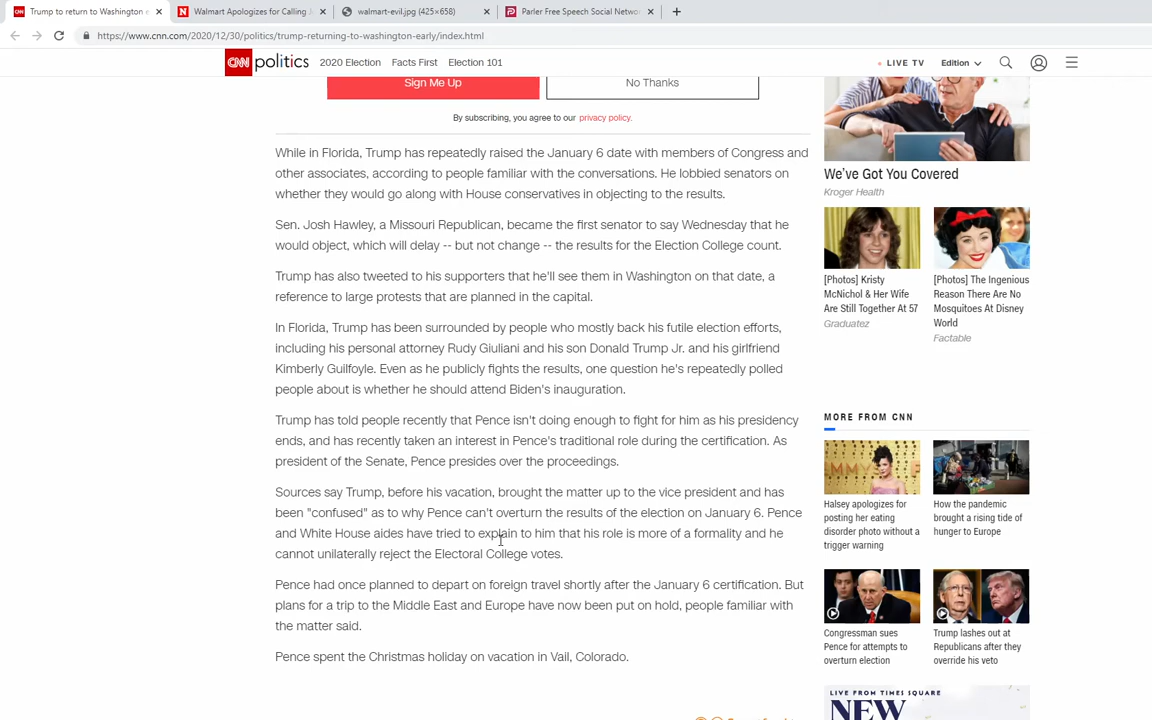 Trump to return to Washington e
Walmart Apologizes for Calling J
walmart-evil.jpg (425×658)
Parler Free Speech Social Netwo
https://www.cnn.com/2020/12/30/politics/trump-returning-to-washington-early/index.html
CNN politics
2020 Election
Facts First
Election 101
LIVE TV
Edition
Sign Me Up
No Thanks
By subscribing, you agree to our privacy policy.
While in Florida, Trump has repeatedly raised the January 6 date with members of Congress and
other associates, according to people familiar with the conversations. He lobbied senators on
whether they would go along with House conservatives in objecting to the results.
Sen. Josh Hawley, a Missouri Republican, became the first senator to say Wednesday that he
would object, which will delay -- but not change -- the results for the Election College count.
Trump has also tweeted to his supporters that he'll see them in Washington on that date, a
reference to large protests that are planned in the capital.
In Florida, Trump has been surrounded by people who mostly back his futile election efforts,
including his personal attorney Rudy Giuliani and his son Donald Trump Jr. and his girlfriend
Kimberly Guilfoyle. Even as he publicly fights the results, one question he's repeatedly polled
people about is whether he should attend Biden's inauguration.
Trump has told people recently that Pence isn't doing enough to fight for him as his presidency
ends, and has recently taken an interest in Pence's traditional role during the certification. As
president of the Senate, Pence presides over the proceedings.
Sources say Trump, before his vacation, brought the matter up to the vice president and has
been "confused" as to why Pence can't overturn the results of the election on January 6. Pence
and White House aides have tried to explain to him that his role is more of a formality and he
cannot unilaterally reject the Electoral College votes.
Pence had once planned to depart on foreign travel shortly after the January 6 certification. But
plans for a trip to the Middle East and Europe have now been put on hold, people familiar with
the matter said.
Pence spent the Christmas holiday on vacation in Vail, Colorado.
We've Got You Covered
Kroger Health
[Photos] Kristy
McNichol & Her Wife
Are Still Together At 57
Graduatez
[Photos] The Ingenious
Reason There Are No
Mosquitoes At Disney
World
Factable
MORE FROM CNN
Halsey apologizes for
posting her eating
disorder photo without a
trigger warning
How the pandemic
brought a rising tide of
hunger to Europe
Congressman sues
Pence for attempts to
overturn election
Trump lashes out at
Republicans after they
override his veto
LIVE FROM TIMES SQUARE
NEW